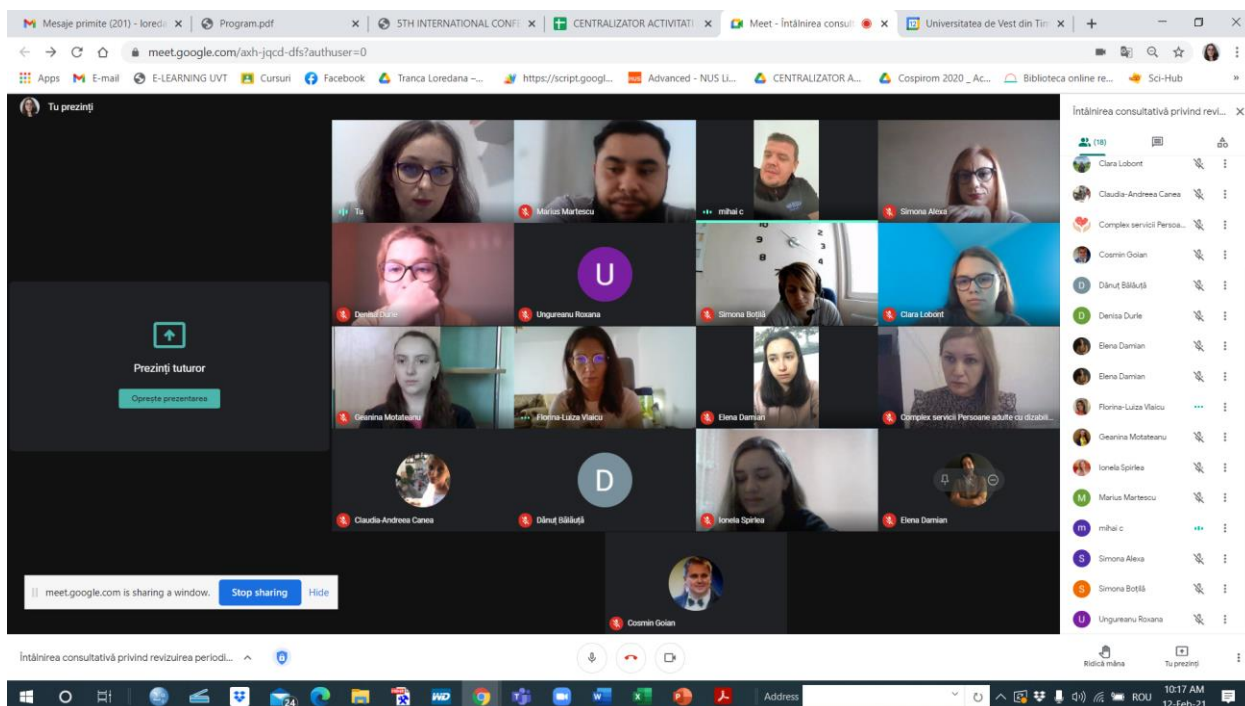 Mesaje primite (201) - lored
Program.pdf
5TH INTERNATIONAL CONF
CENTRALIZATOR ACTIVITATI
Meet - Întâlnirea consult
Universitatea de Vest din Tim
meet.google.com/axh-jqcd-dfs?authuser=0
Apps
E-mail
E-LEARNING UVT
Cursuri
Facebook
Tranca Loredana –...
https://script.googl...
Advanced - NUS Li...
CENTRALIZATOR A...
Cospirom 2020 _ Ac...
Biblioteca online re...
Sci-Hub
Tu prezinți
Prezinți tuturor
Oprește prezentarea
Tu
Marius Martescu
mihai c
Simona Alexa
Denisa Durle
U
Ungureanu Roxana
Simona Boțilă
Clara Lobont
Geanina Motateanu
Florina-Luiza Vlaicu
Elena Damian
Complex servicii Persoane adulte cu dizabili...
Claudia-Andreea Canea
D
Dănuț Bălăuță
Ionela Spirlea
Elena Damian
Cosmin Goian
meet.google.com is sharing a window.
Stop sharing
Hide
Întâlnirea consultativă privind revi...
(18)
Clara Lobont
Claudia-Andreea Canea
Complex servicii Persoa...
Cosmin Goian
D
Dănuț Bălăuță
D
Denisa Durle
Elena Damian
Elena Damian
Florina-Luiza Vlaicu
Geanina Motateanu
Ionela Spirlea
M
Marius Martescu
m
mihai c
S
Simona Alexa
S
Simona Boțilă
U
Ungureanu Roxana
Întâlnirea consultativă privind revizuirea periodi...
Ridică mâna
Tu prezinți
Address
ROU
10:17 AM
12-Feb-21